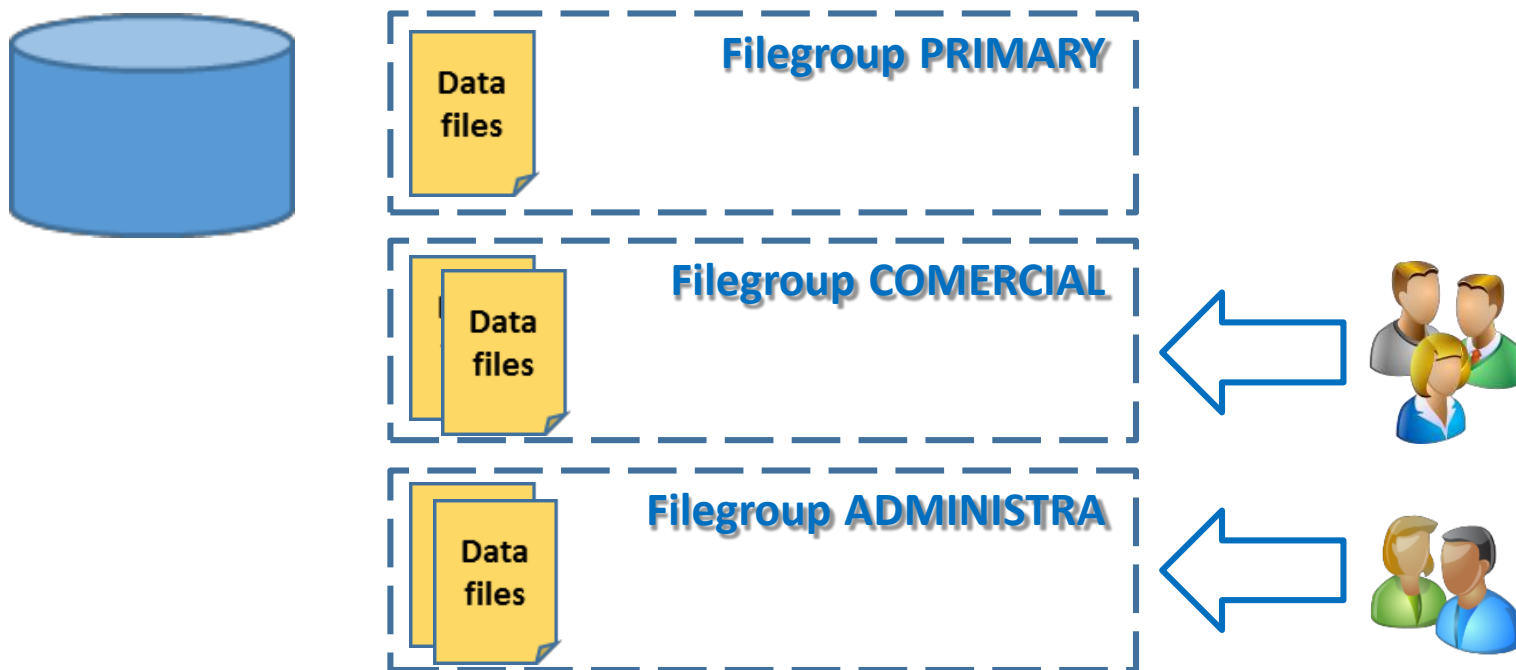 Filegroup PRIMARY
Data
files
Filegroup COMERCIAL
Data
files
Filegroup ADMINISTRA
Data
files